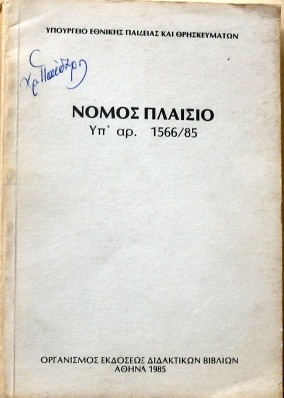 ΥΠΟΥΡΓΕΙΟ ΕΘΝΙΚΗΣ ΠΑΙΔΕΙΑΣ ΚΑΙ ΘΡΗΣΚΕΥΜΑΤΩΝ
ΝΟΜΟΣ ΠΛΑΙΣΙΟ
Υπ' αρ. 1566/85
ΟΡΓΑΝΙΣΜΟΣ ΕΚΔΟΣΕΩΣ ΔΙΔΑΚΤΙΚΩΝ ΒΙΒΛΙΩΝ
ΑΘΗΝΑ 1985